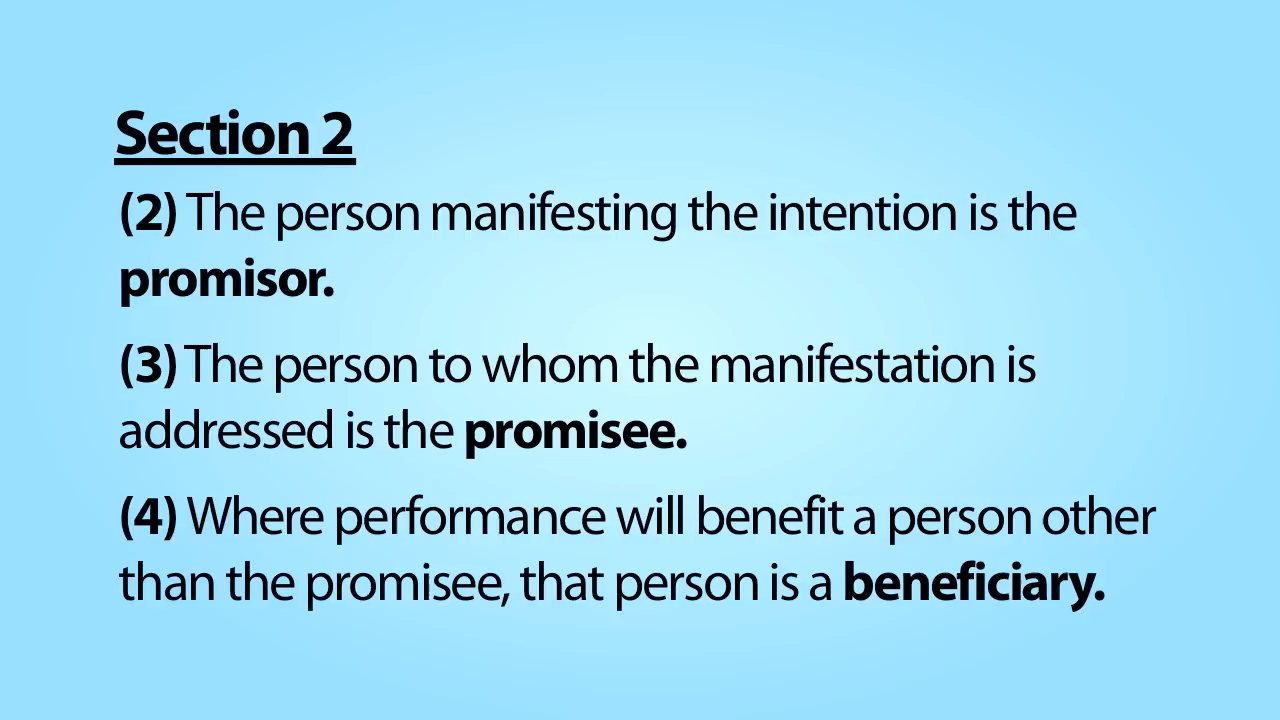 Section 2
(2) The person manifesting the intention is the
promisor.
(3) The person to whom the manifestation is
addressed is the promisee.
(4) Where performance will benefit a person other
than the promisee, that person is a beneficiary.